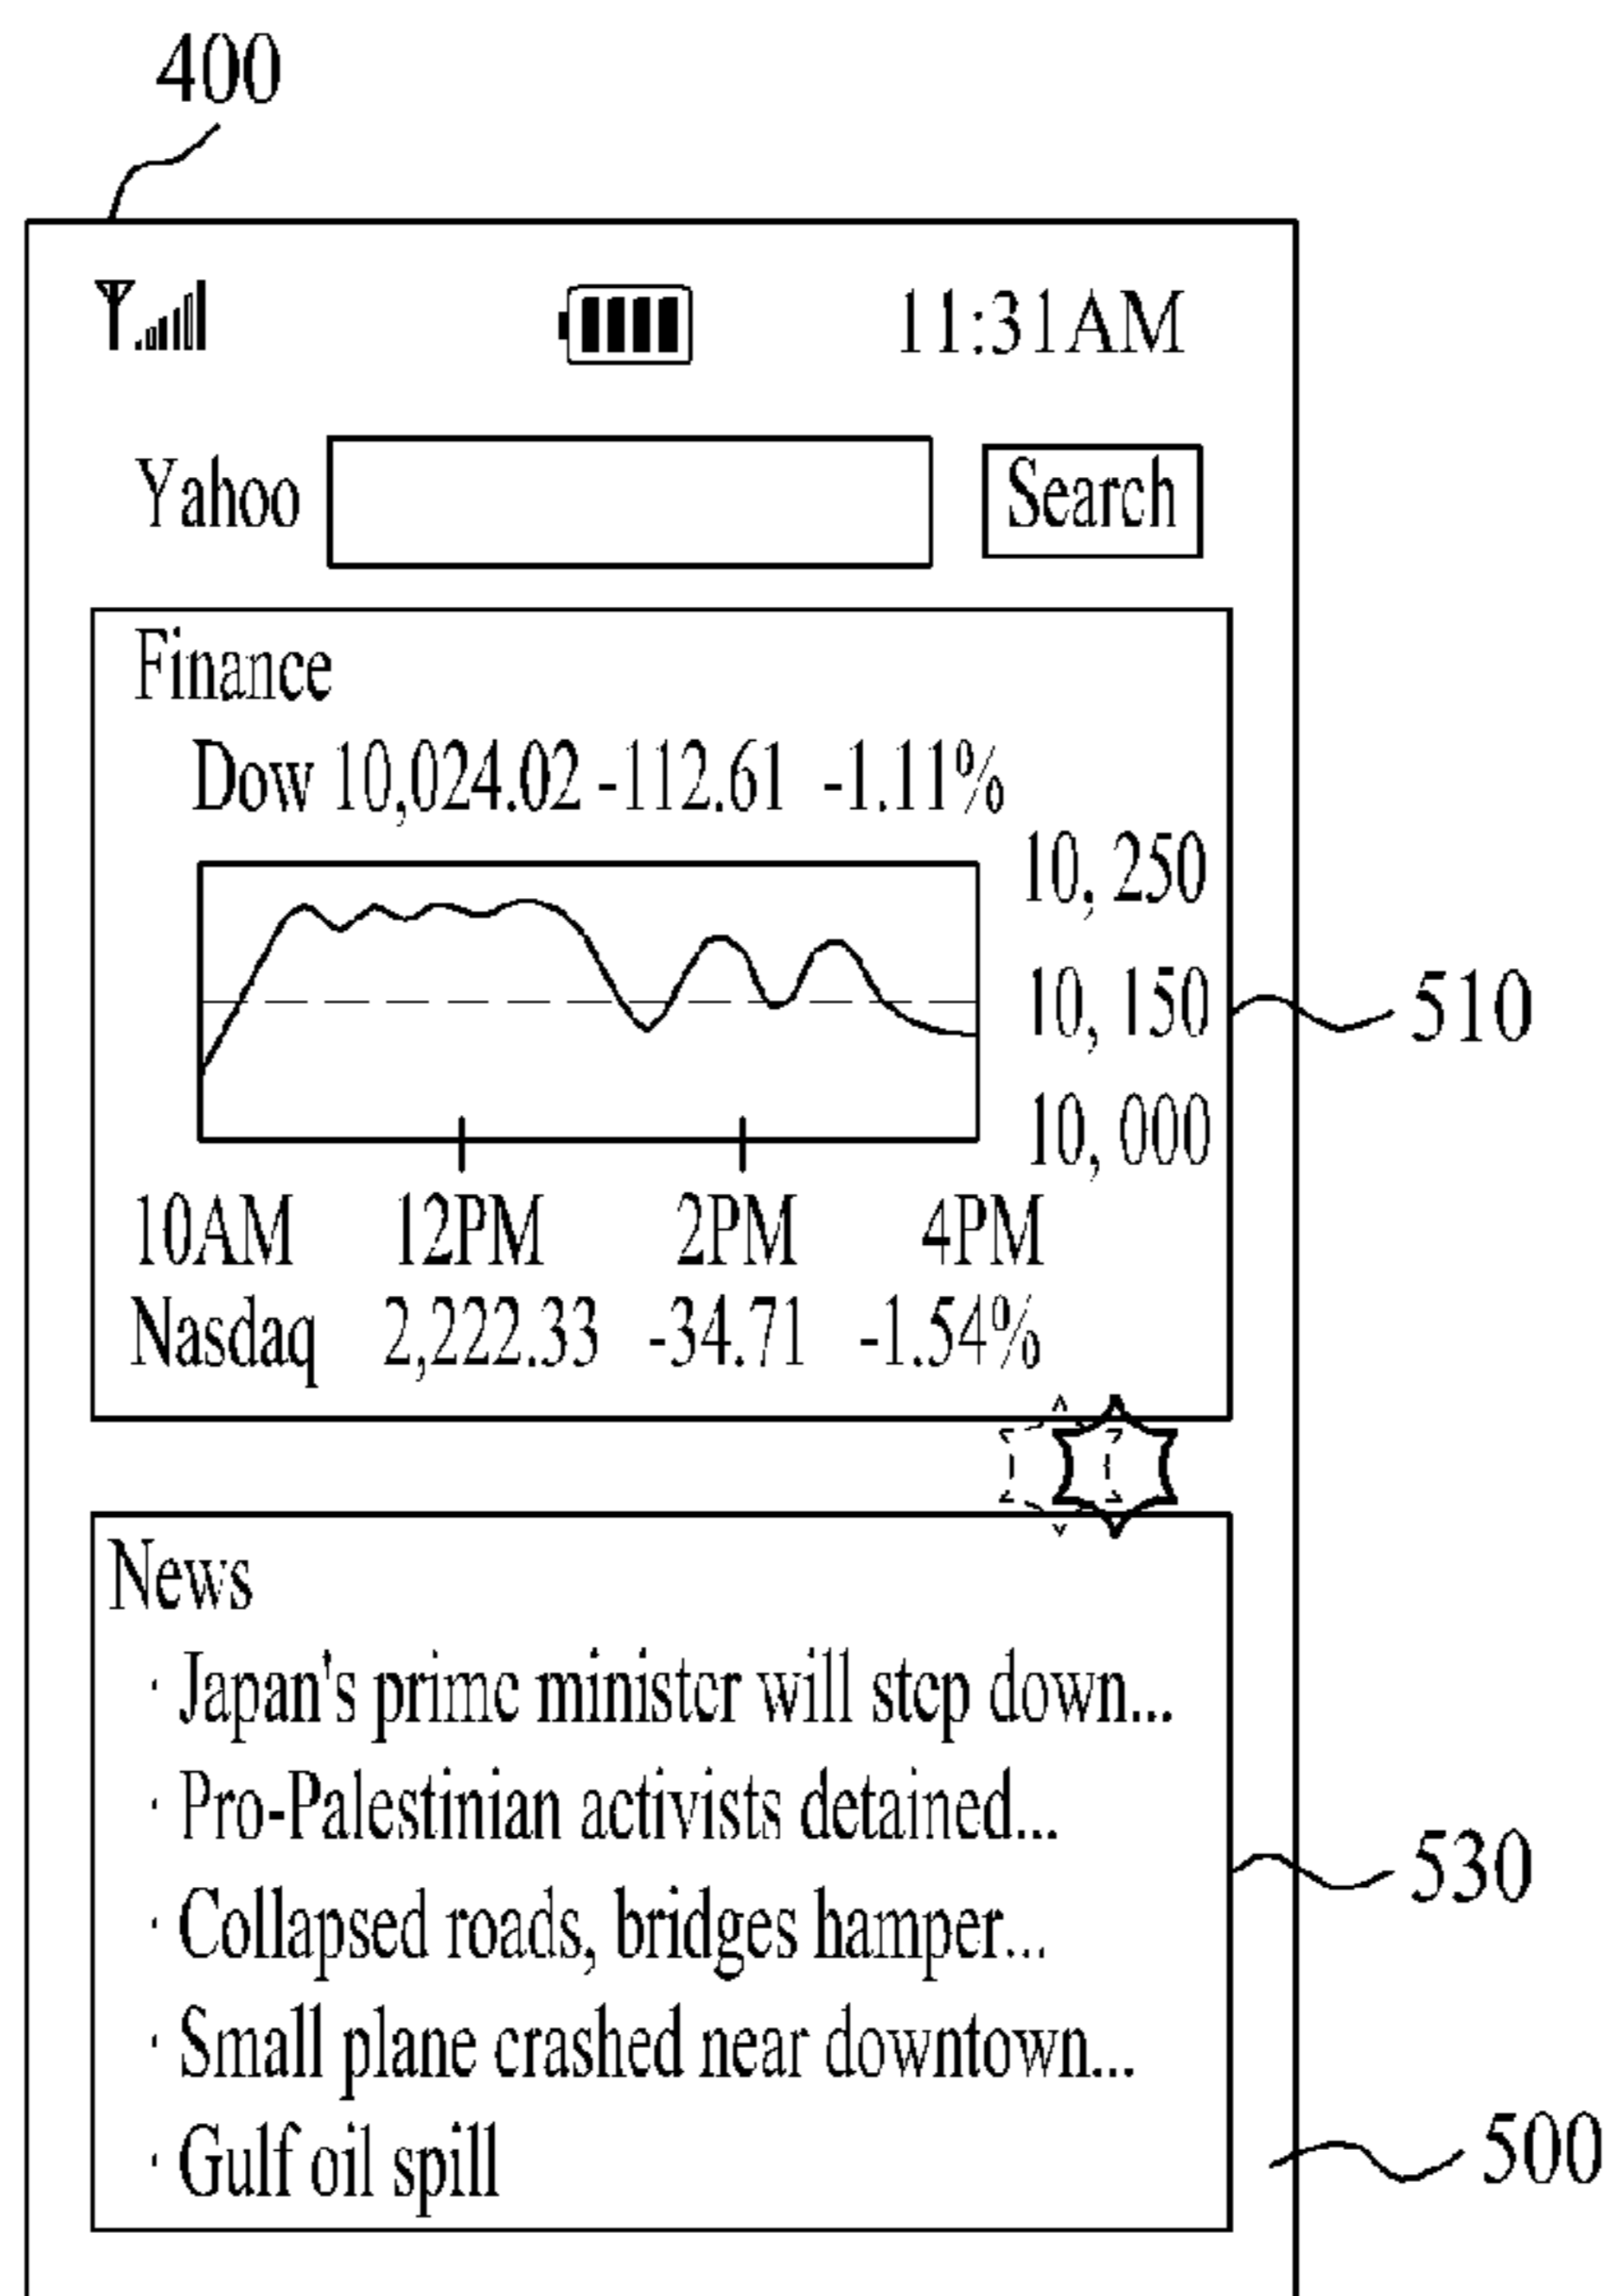 400
11:31AM
Yahoo Search
Finance
Dow 10,024.02 -112.61 -1.11%
10, 250
10, 150
510
10, 000
10AM 12PM 2PM 4PM
Nasdaq 2,222.33 -34.71 -1.54%
News
· Japan's prime minister will step down...
· Pro-Palestinian activists detained...
530
· Collapsed roads, bridges hamper...
· Small plane crashed near downtown...
· Gulf oil spill
500